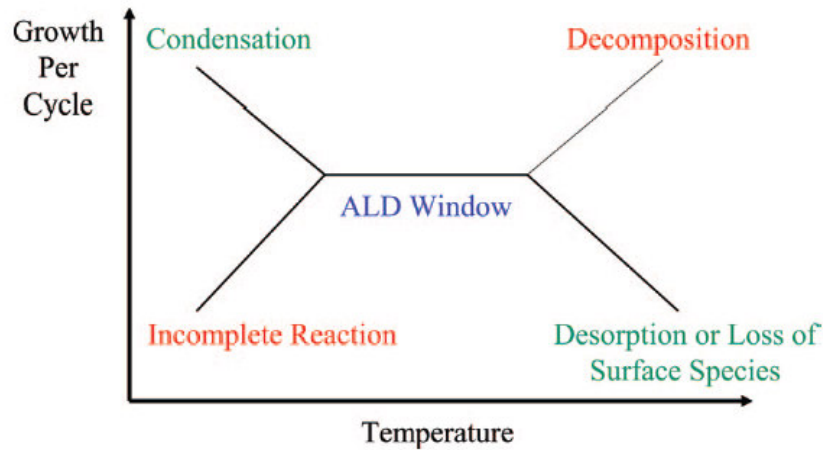 Growth
Per
Cycle
Condensation
Decomposition
ALD Window
Incomplete Reaction
Desorption or Loss of
Surface Species
Temperature